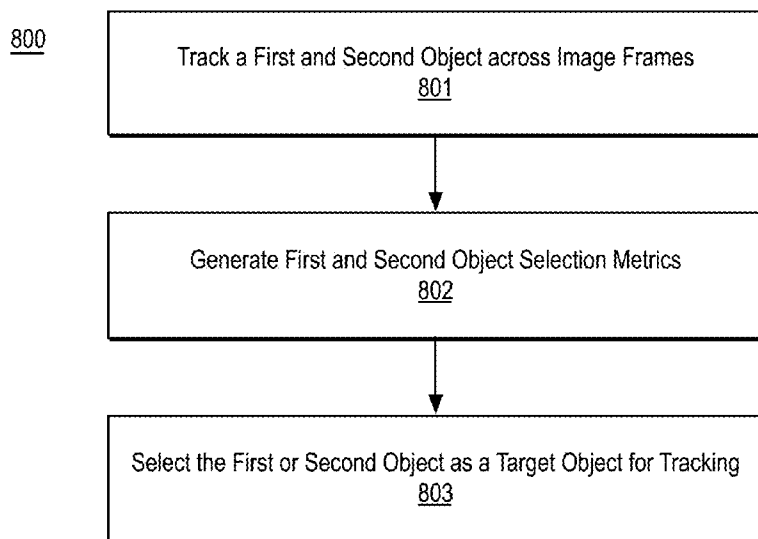 800
Track a First and Second Object across Image Frames
801
Generate First and Second Object Selection Metrics
802
Select the First or Second Object as a Target Object for Tracking
803